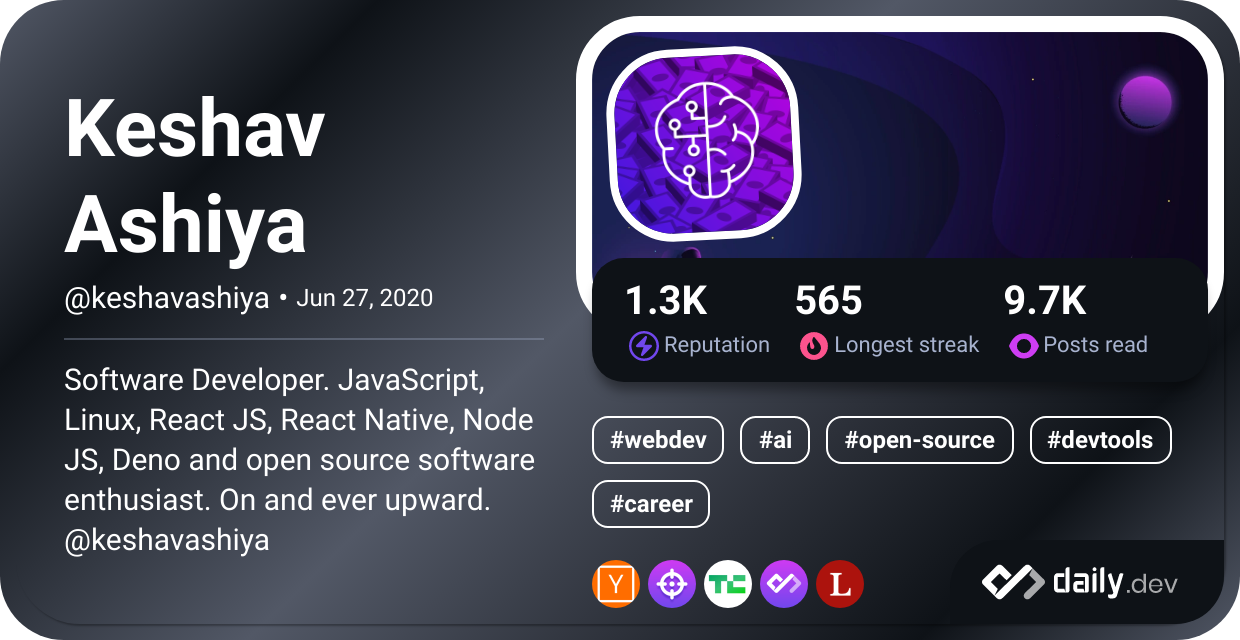 Keshav
Ashiya
@keshavashiya • Jun 27, 2020
Software Developer. JavaScript,
Linux, React JS, React Native, Node
JS, Deno and open source software
enthusiast. On and ever upward.
@keshavashiya
1.3K 565 9.7K
Reputation Longest streak Posts read
#webdev #ai #open-source #devtools
#career
Y TC L
daily.dev